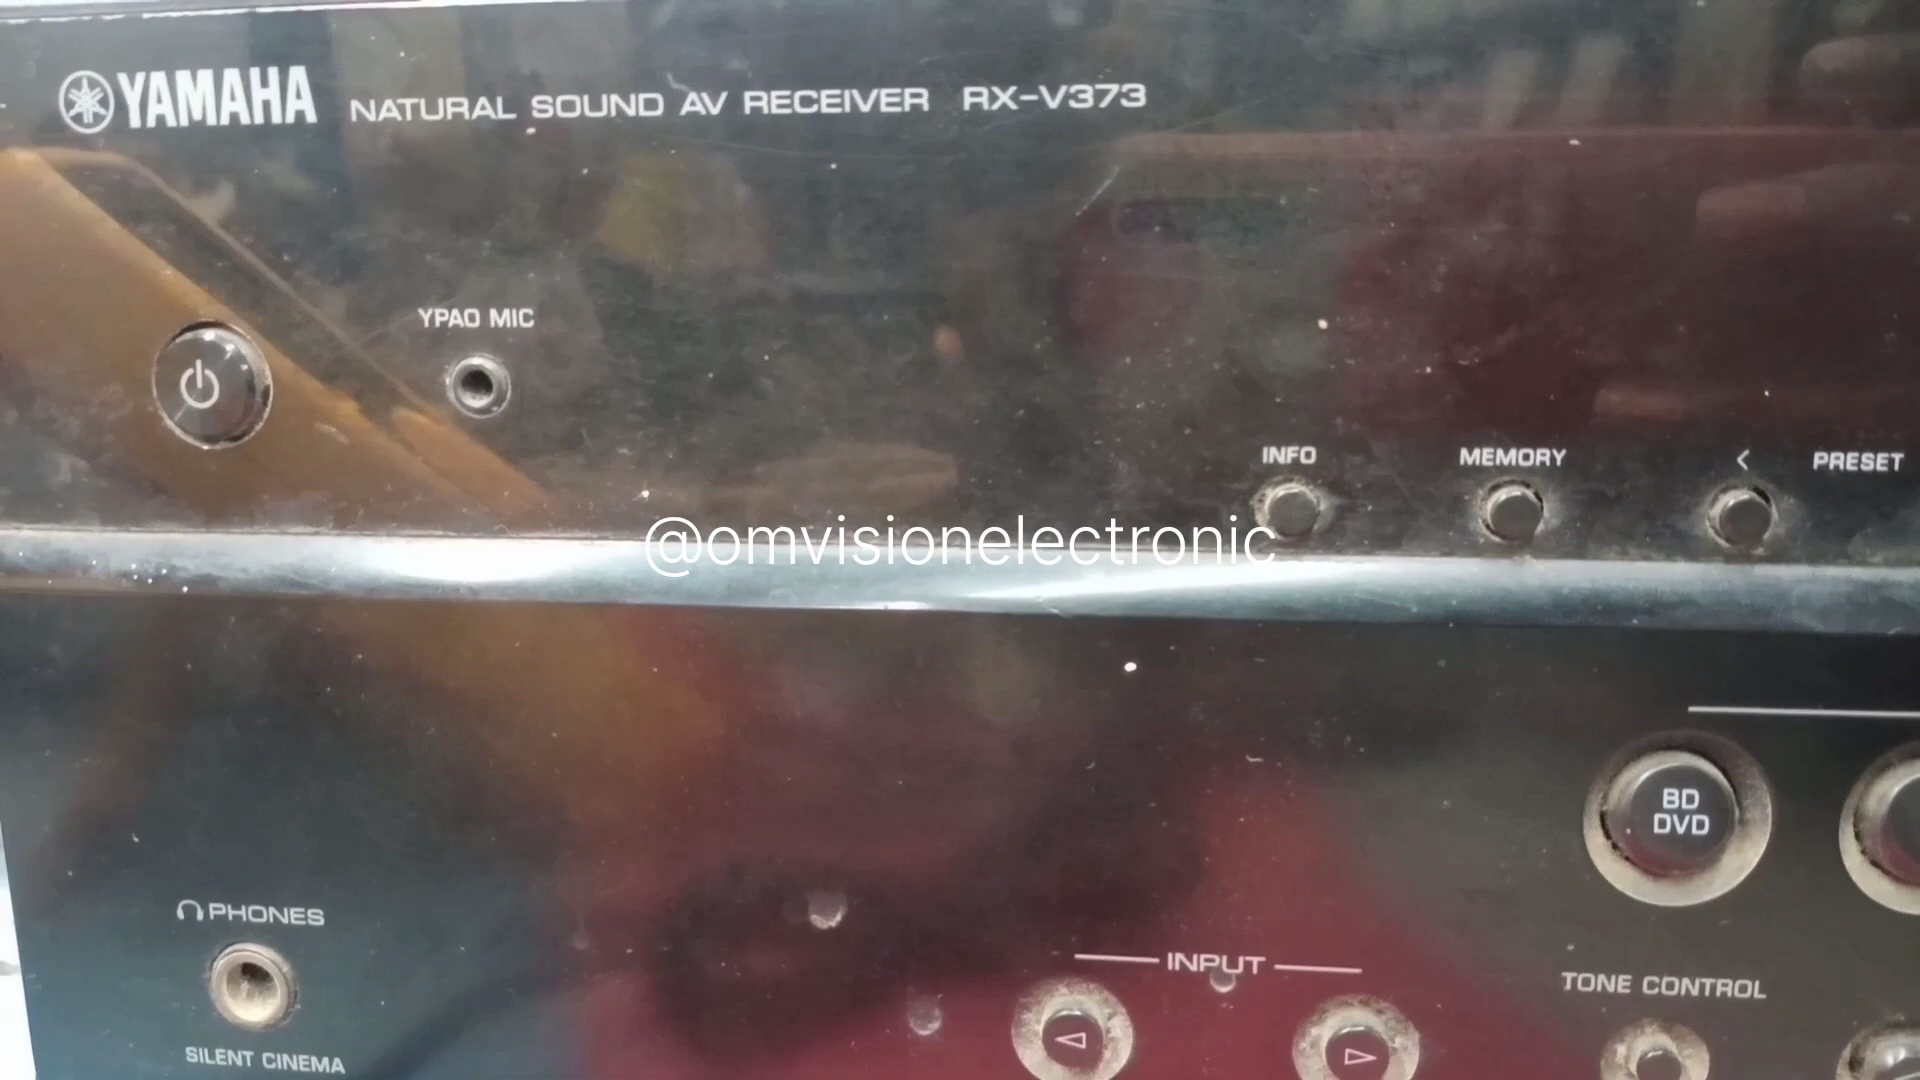 YAMAHA NATURAL SOUND AV RECEIVER RX-V373
YPAO MIC
INFO
MEMORY
< PRESET
@omvisionelectronic
BD
DVD
PHONES
INPUT
TONE CONTROL
SILENT CINEMA